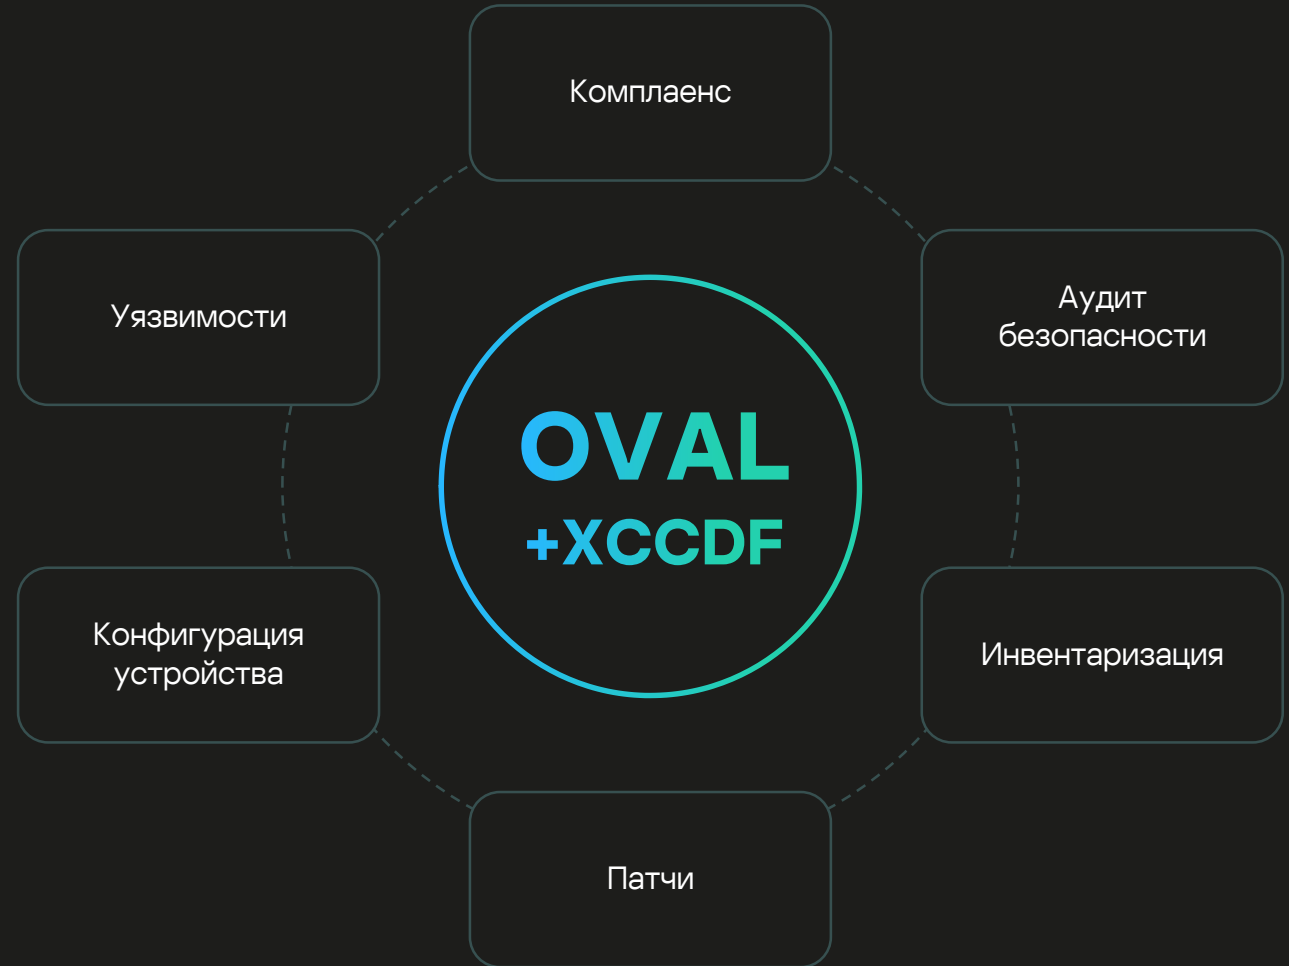 Комплаенс
Уязвимости
Аудит
безопасности
OVAL
+XCCDF
Конфигурация
устройства
Инвентаризация
Патчи